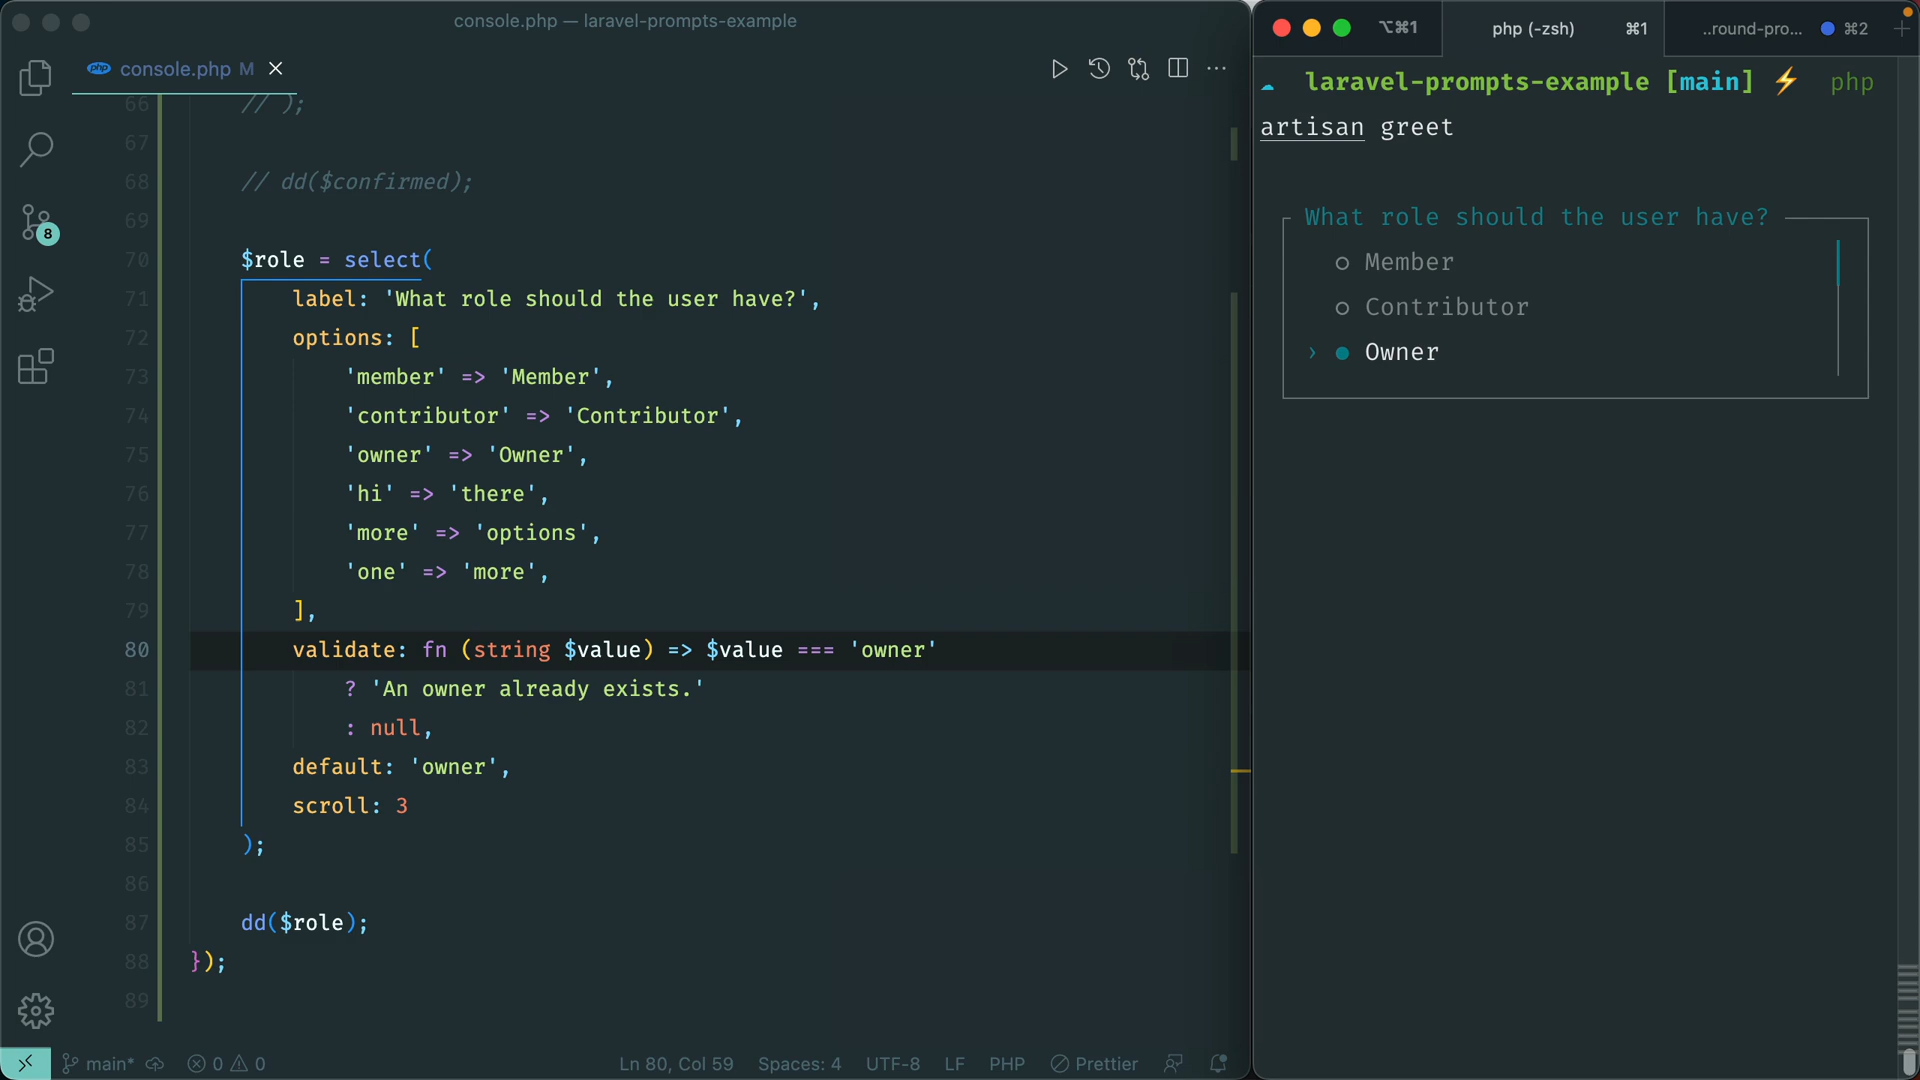 console.php — laravel-prompts-example
console.php M
66 // );
67
68 // dd($confirmed);
69
70 $role = select(
71 label: 'What role should the user have?',
72 options: [
73 'member' => 'Member',
74 'contributor' => 'Contributor',
75 'owner' => 'Owner',
76 'hi' => 'there',
77 'more' => 'options',
78 'one' => 'more',
79 ],
80 validate: fn (string $value) => $value === 'owner'
81 ? 'An owner already exists.'
82 : null,
83 default: 'owner',
84 scroll: 3
85 );
86
87 dd($role);
88 });
89
8
main* 0 0 Ln 80, Col 59 Spaces: 4 UTF-8 LF PHP Prettier
⌥⌘1 php (-zsh) ⌘1 ..round-pro... ⌘2
laravel-prompts-example [main] ⚡ php
artisan greet
What role should the user have?
○ Member
○ Contributor
› ● Owner